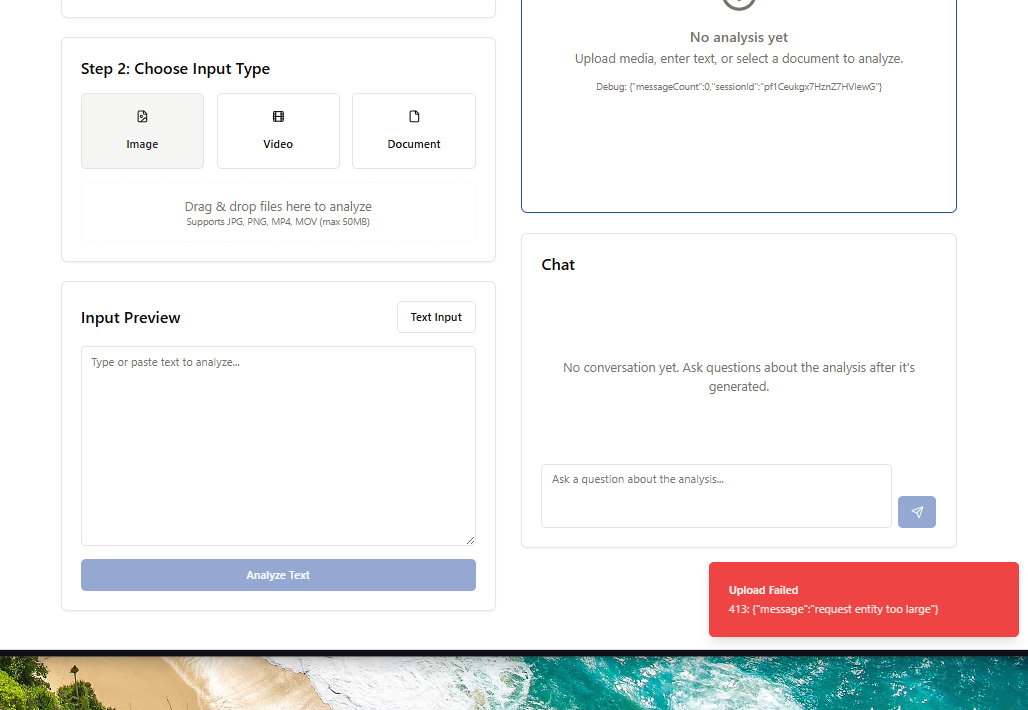 Step 2: Choose Input Type
Image
Video
Document
Drag & drop files here to analyze
Supports JPG, PNG, MP4, MOV (max 50MB)
Input Preview
Text Input
Type or paste text to analyze...
Analyze Text
No analysis yet
Upload media, enter text, or select a document to analyze.
Debug: {"messageCount":0,"sessionId":"pf1Ceukgx7HznZ7HVIewG"}
Chat
No conversation yet. Ask questions about the analysis after it's
generated.
Ask a question about the analysis...
Upload Failed
413: {"message":"request entity too large"}